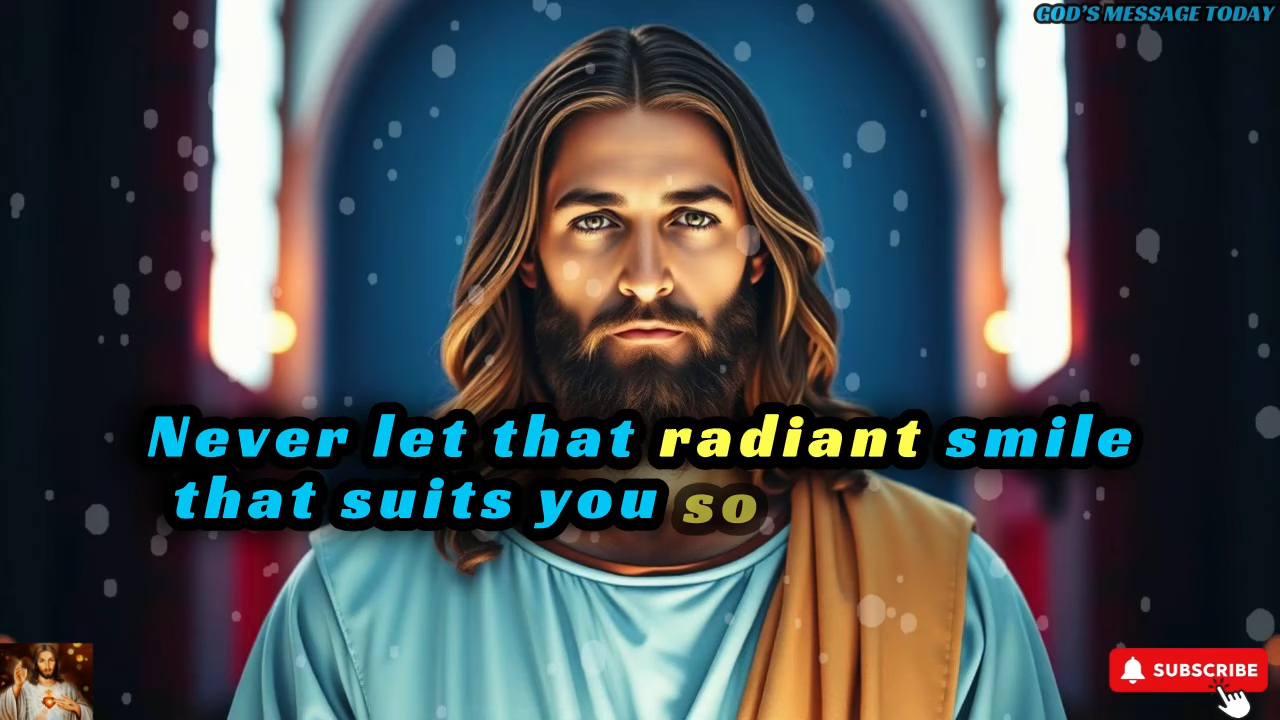 GOD'S MESSAGE TODAY
Never let that radiant smile
that suits you so
SUBSCRIBE